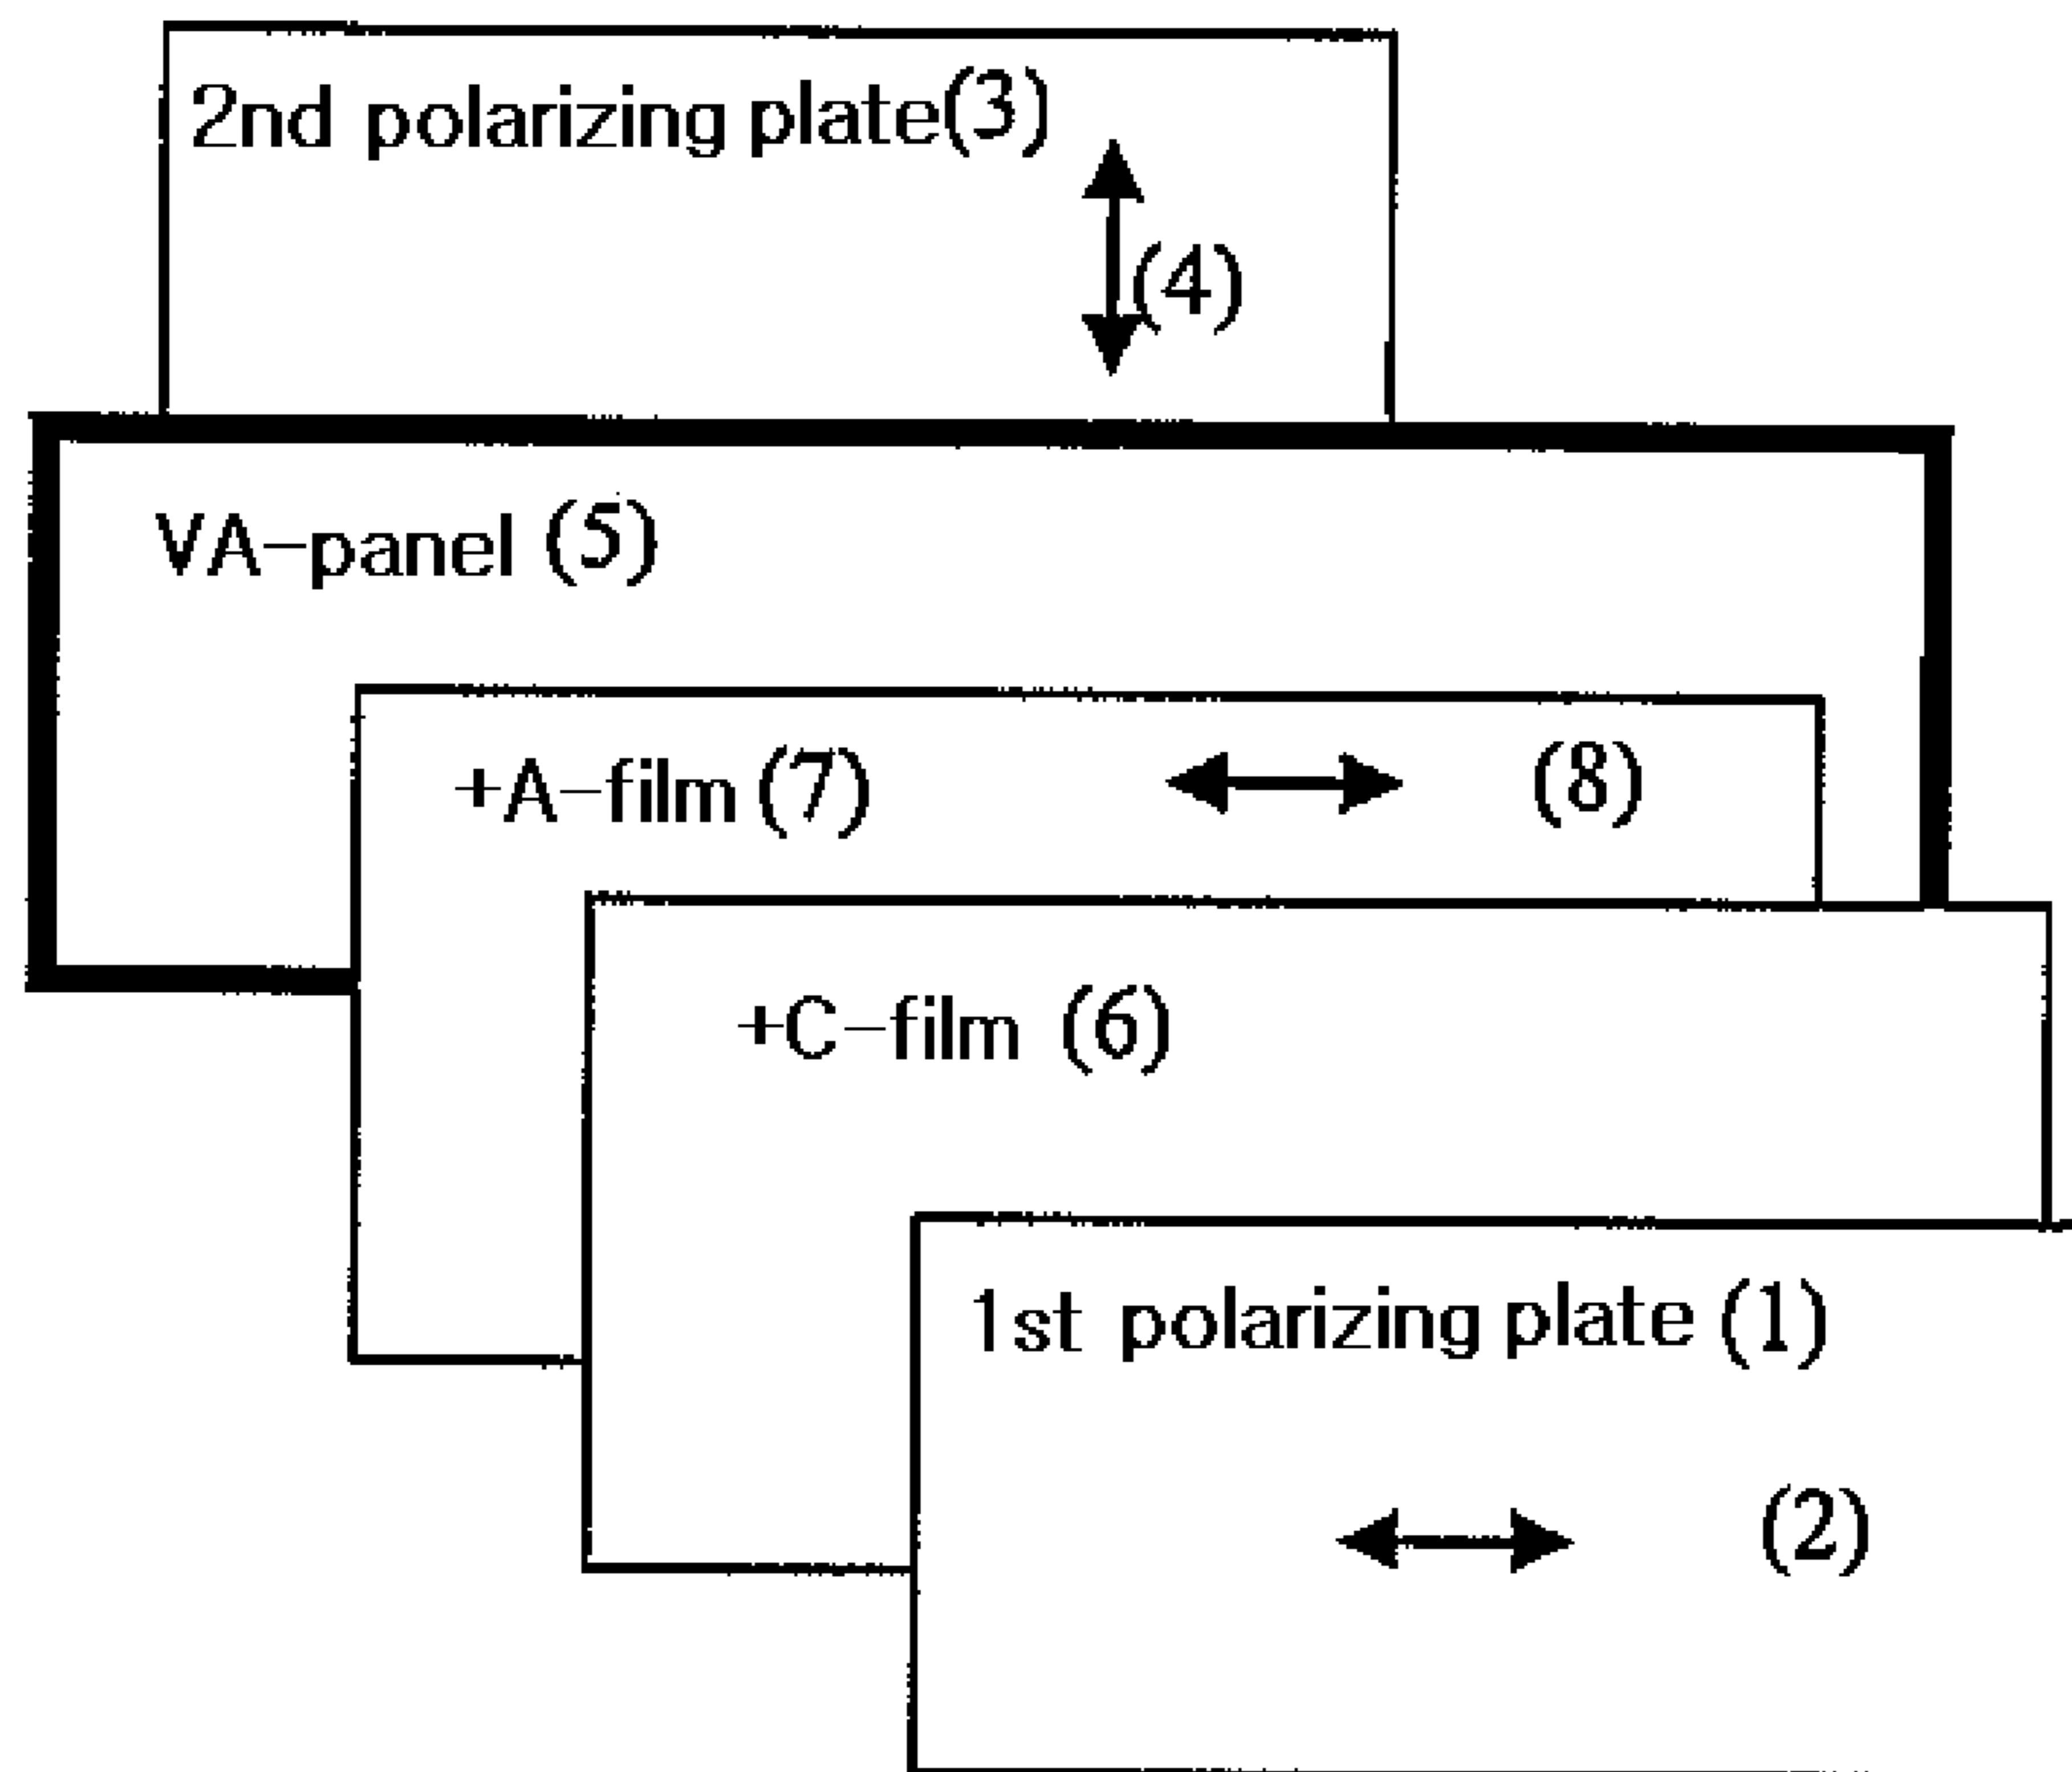 2nd polarizing plate(3)
(4)
VA-panel (5)
+A-film (7) (8)
+C-film (6)
1st polarizing plate (1)
(2)